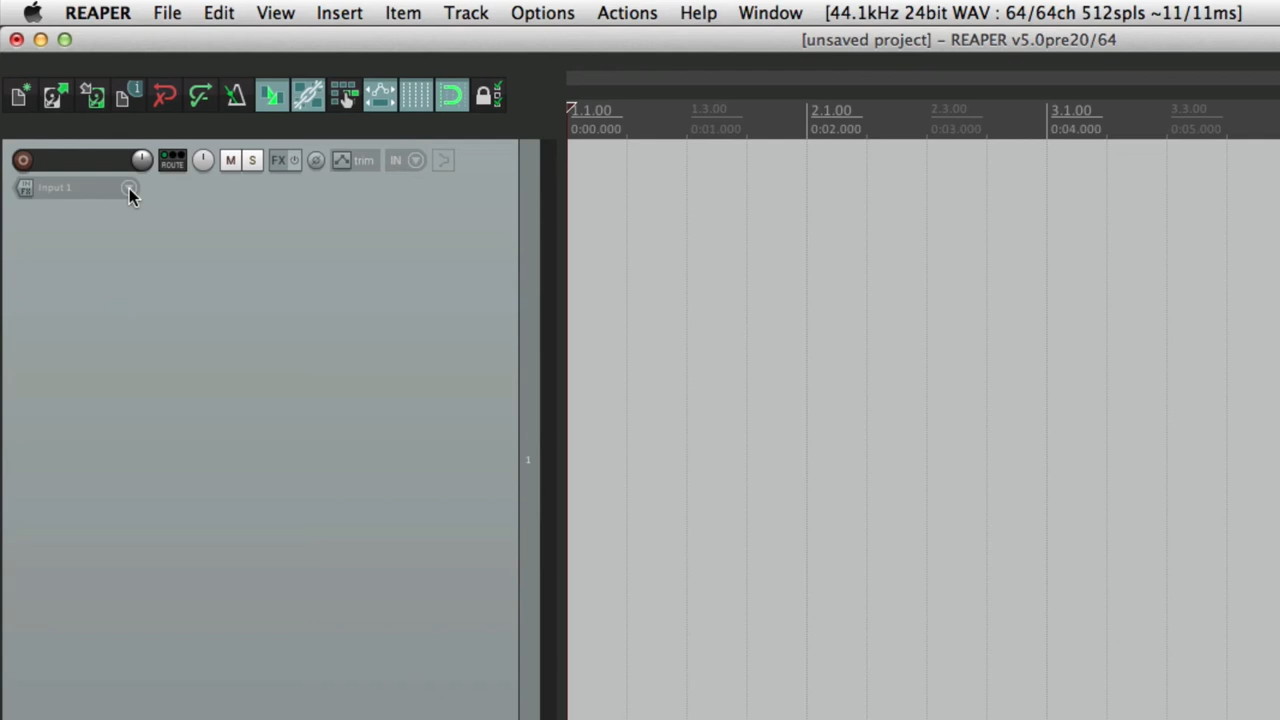 REAPER File Edit View Insert Item Track Options Actions Help Window [44.1kHz 24bit WAV : 64/64ch 512spls ~11/11ms]
[unsaved project] – REAPER v5.0pre20/64
1.1.00 1.3.00 2.1.00 2.3.00 3.1.00 3.3.00
0:00.000 0:01.000 0:02.000 0:03.000 0:04.000 0:05.000
ROUTE M S FX trim IN
IN FX Input 1
1